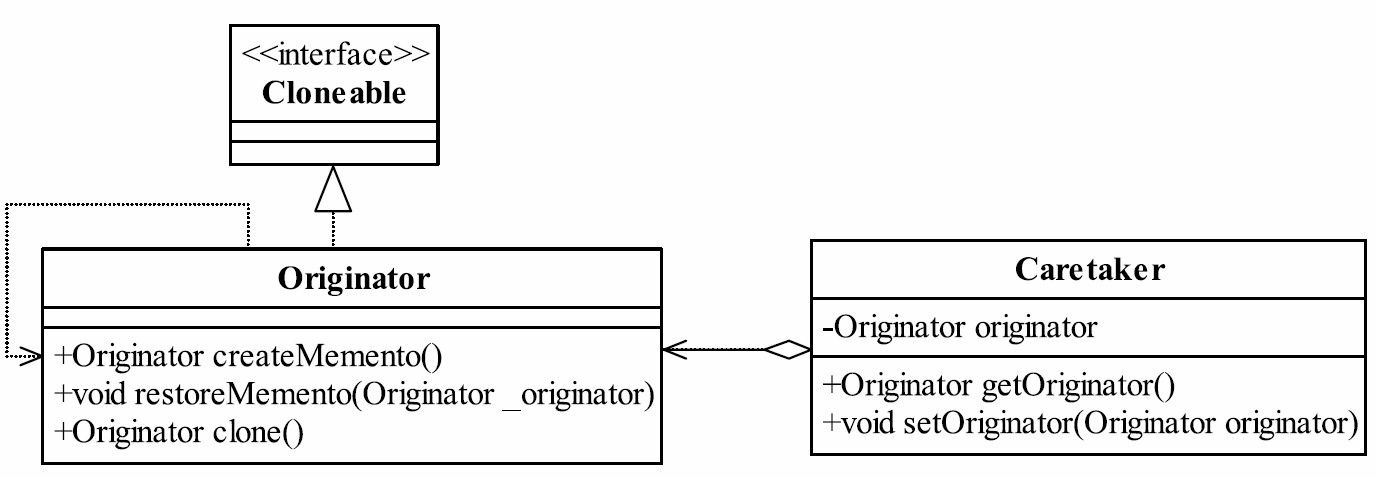 <<interface>>
Cloneable
Originator
+Originator createMemento()
+void restoreMemento(Originator _originator)
+Originator clone()
Caretaker
-Originator originator
+Originator getOriginator()
+void setOriginator(Originator originator)